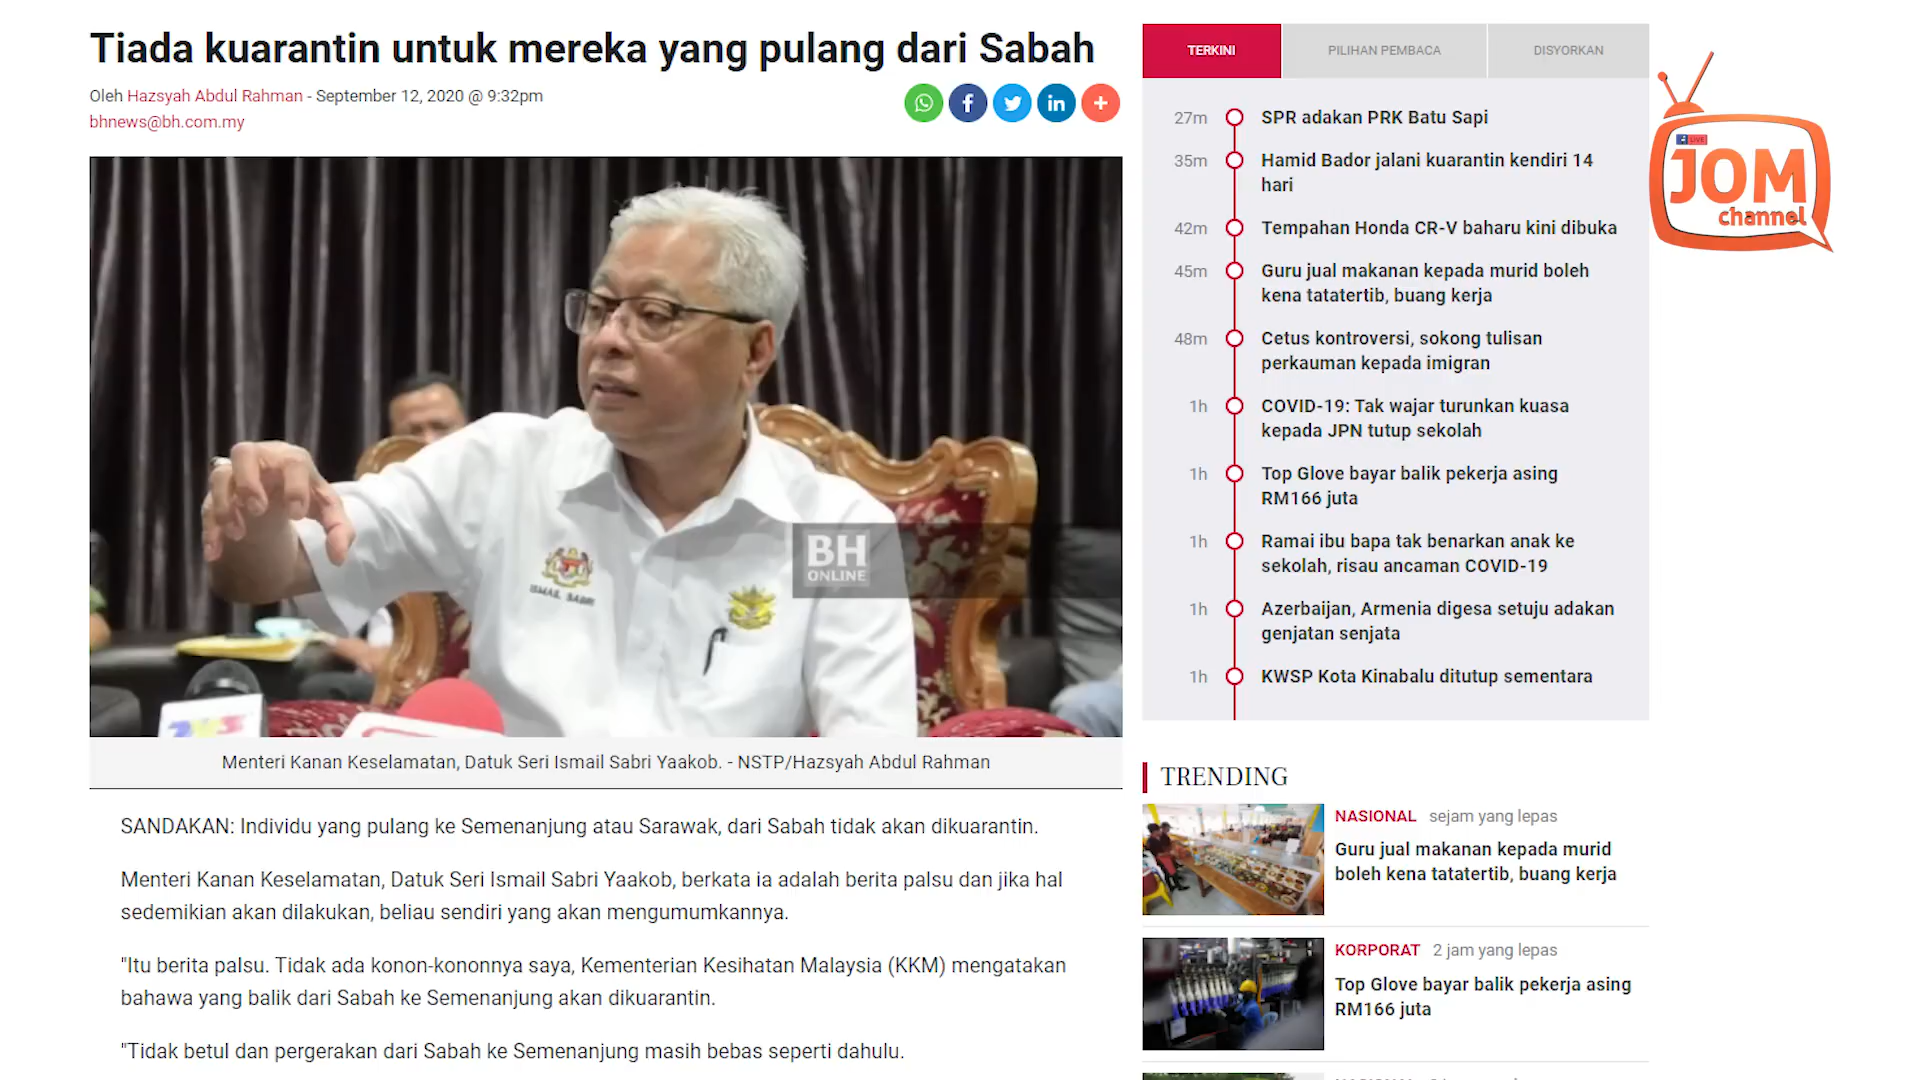 Tiada kuarantin untuk mereka yang pulang dari Sabah
Oleh Hazsyah Abdul Rahman - September 12, 2020 @ 9:32pm
bhnews@bh.com.my
BH
ONLINE
ISMAIL SABRI
Menteri Kanan Keselamatan, Datuk Seri Ismail Sabri Yaakob. - NSTP/Hazsyah Abdul Rahman
SANDAKAN: Individu yang pulang ke Semenanjung atau Sarawak, dari Sabah tidak akan dikuarantin.
Menteri Kanan Keselamatan, Datuk Seri Ismail Sabri Yaakob, berkata ia adalah berita palsu dan jika hal
sedemikian akan dilakukan, beliau sendiri yang akan mengumumkannya.
"Itu berita palsu. Tidak ada konon-kononnya saya, Kementerian Kesihatan Malaysia (KKM) mengatakan
bahawa yang balik dari Sabah ke Semenanjung akan dikuarantin.
"Tidak betul dan pergerakan dari Sabah ke Semenanjung masih bebas seperti dahulu.
TERKINI
PILIHAN PEMBACA
DISYORKAN
27m SPR adakan PRK Batu Sapi
35m Hamid Bador jalani kuarantin kendiri 14
hari
42m Tempahan Honda CR-V baharu kini dibuka
45m Guru jual makanan kepada murid boleh
kena tatatertib, buang kerja
48m Cetus kontroversi, sokong tulisan
perkauman kepada imigran
1h COVID-19: Tak wajar turunkan kuasa
kepada JPN tutup sekolah
1h Top Glove bayar balik pekerja asing
RM166 juta
1h Ramai ibu bapa tak benarkan anak ke
sekolah, risau ancaman COVID-19
1h Azerbaijan, Armenia digesa setuju adakan
genjatan senjata
1h KWSP Kota Kinabalu ditutup sementara
TRENDING
NASIONAL sejam yang lepas
Guru jual makanan kepada murid
boleh kena tatatertib, buang kerja
KORPORAT 2 jam yang lepas
Top Glove bayar balik pekerja asing
RM166 juta
LIVE
JOM
channel